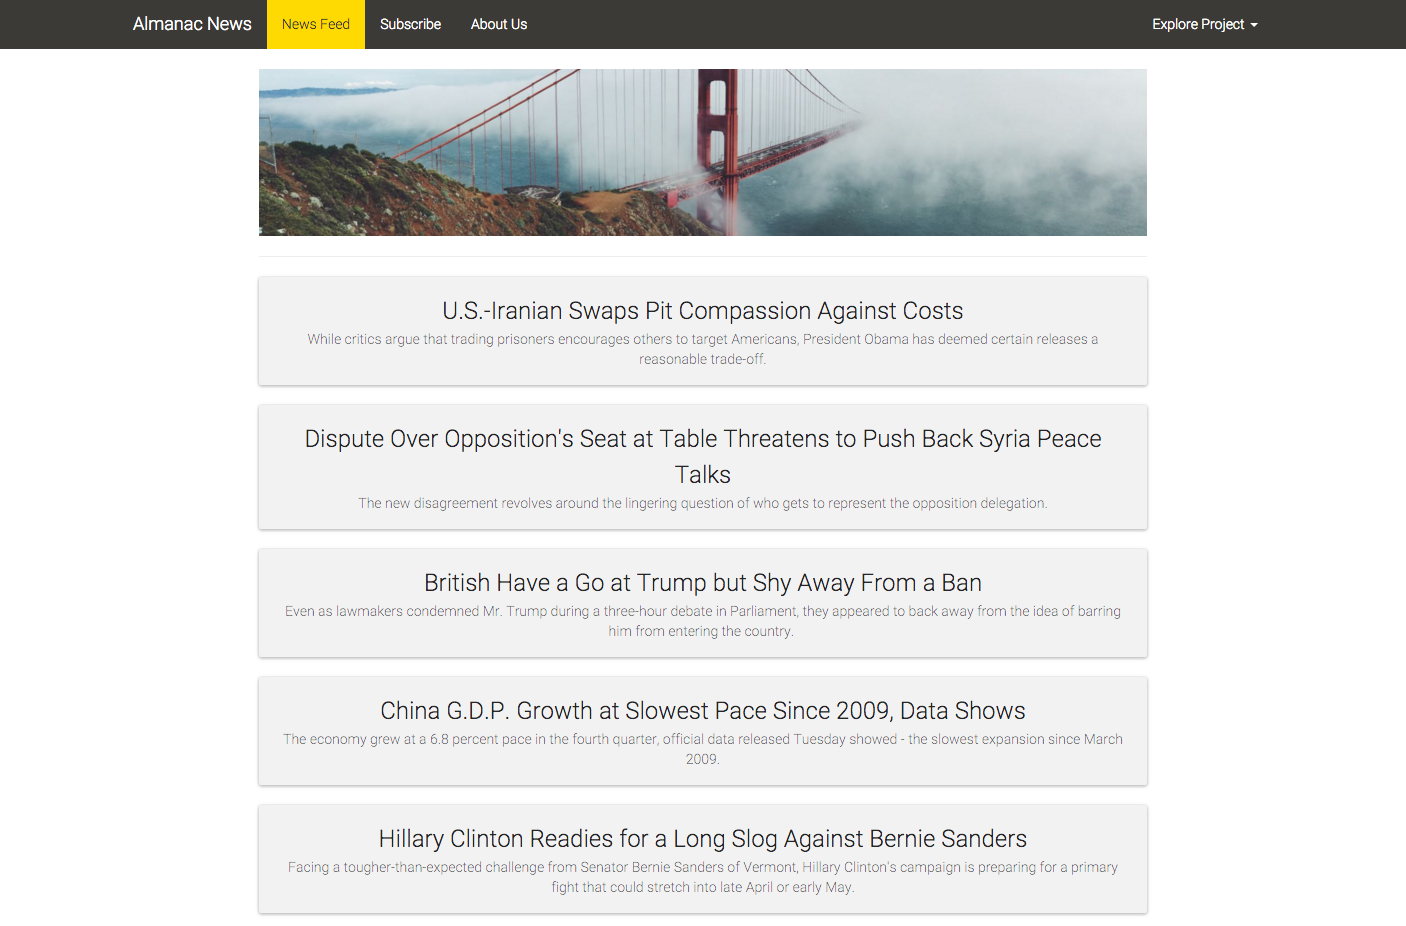 Almanac News News Feed Subscribe About Us Explore Project
U.S.-Iranian Swaps Pit Compassion Against Costs
While critics argue that trading prisoners encourages others to target Americans, President Obama has deemed certain releases a
reasonable trade-off.
Dispute Over Opposition's Seat at Table Threatens to Push Back Syria Peace
Talks
The new disagreement revolves around the lingering question of who gets to represent the opposition delegation.
British Have a Go at Trump but Shy Away From a Ban
Even as lawmakers condemned Mr. Trump during a three-hour debate in Parliament, they appeared to back away from the idea of barring
him from entering the country.
China G.D.P. Growth at Slowest Pace Since 2009, Data Shows
The economy grew at a 6.8 percent pace in the fourth quarter, official data released Tuesday showed - the slowest expansion since March
2009.
Hillary Clinton Readies for a Long Slog Against Bernie Sanders
Facing a tougher-than-expected challenge from Senator Bernie Sanders of Vermont, Hillary Clinton's campaign is preparing for a primary
fight that could stretch into late April or early May.